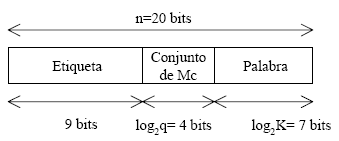 n=20 bits
Etiqueta
Conjunto
de Mc
Palabra
9 bits
log₂q= 4 bits
log₂K= 7 bits